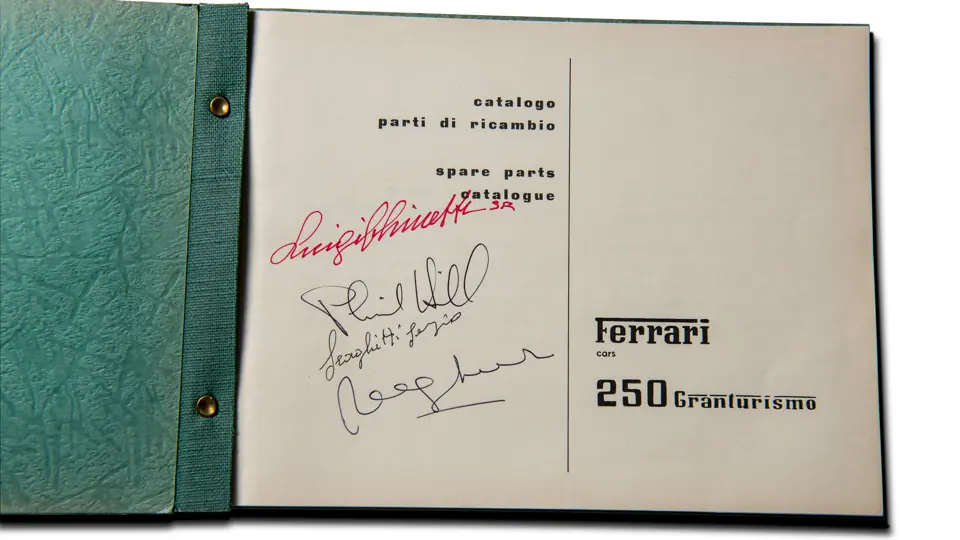 catalogo
parti di ricambio
spare parts
catalogue
Luigi Chinetti SR
Phil Hill
Scaglietti Sergio
Ferrari
cars
250 Granturismo